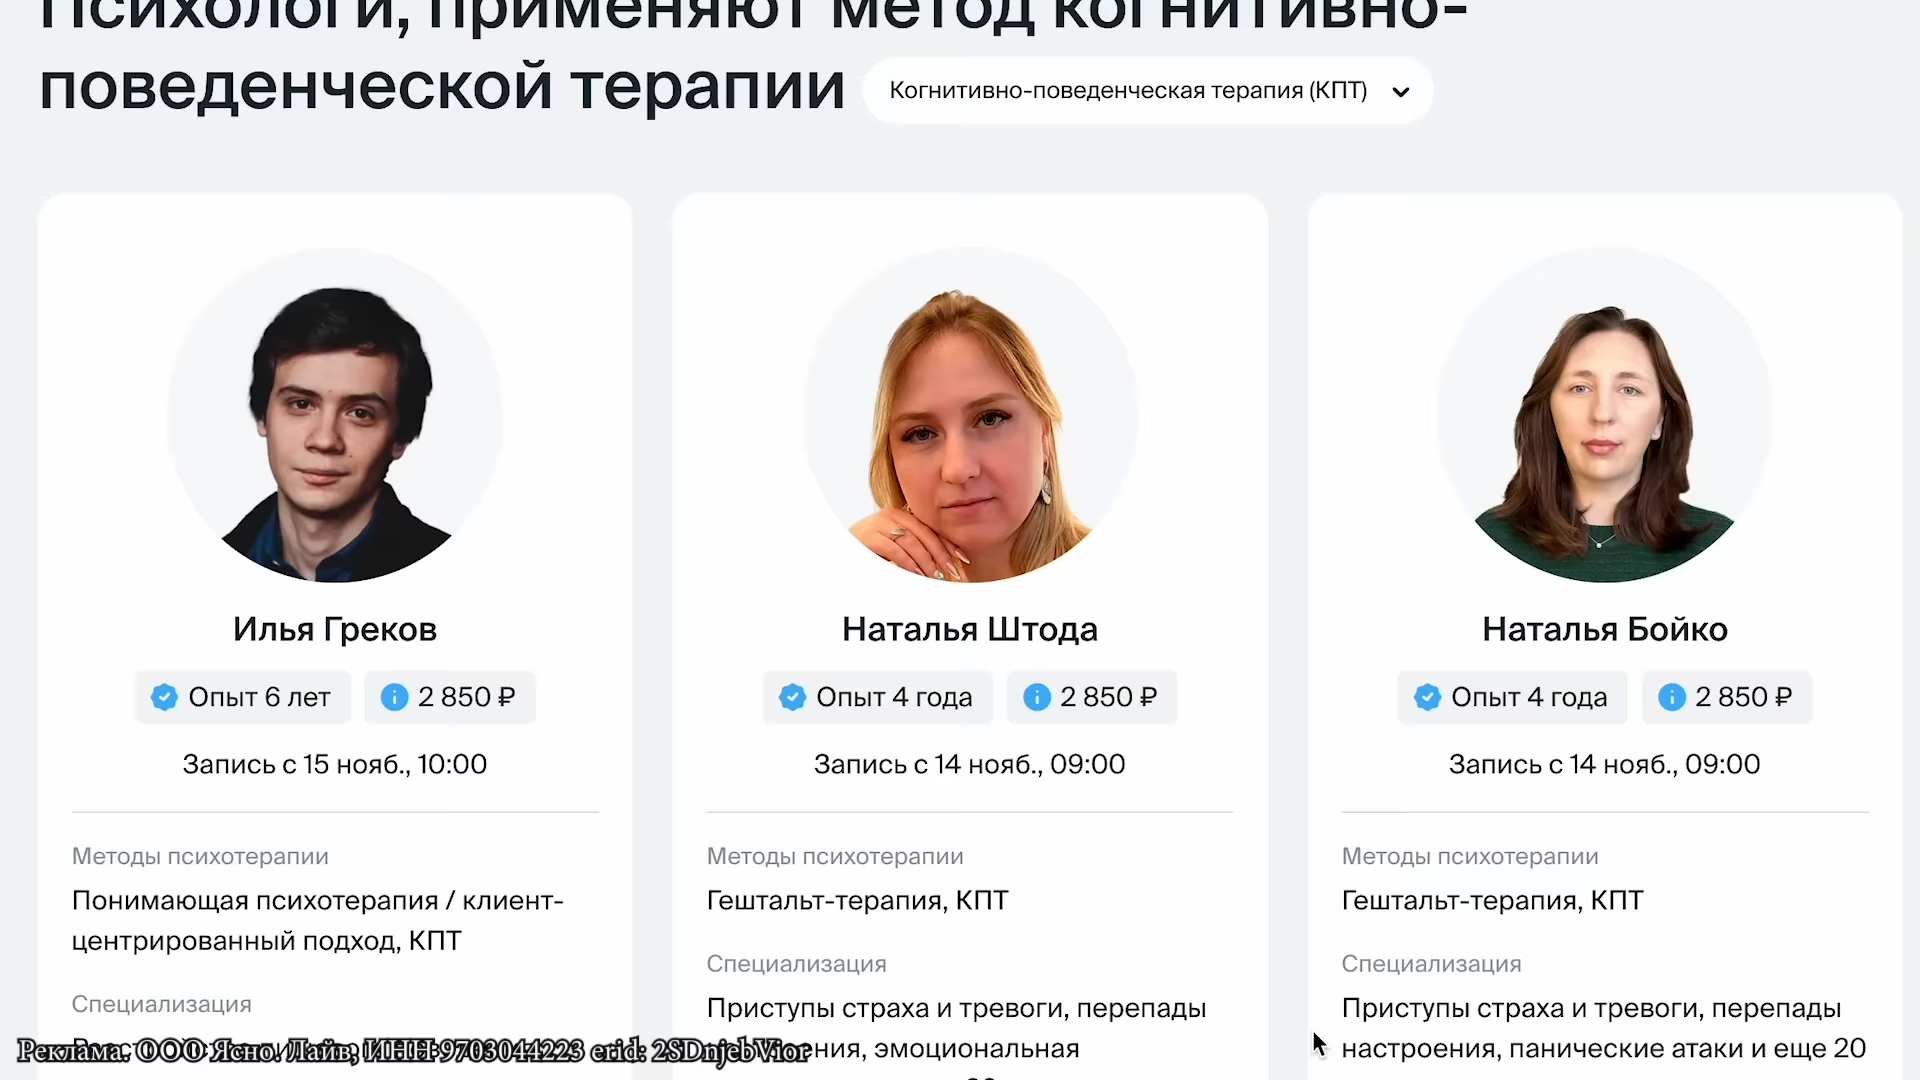 Психологи, применяют метод когнитивно-
поведенческой терапии
Когнитивно-поведенческая терапия (КПТ)
Илья Греков
Опыт 6 лет
2 850 ₽
Запись с 15 нояб., 10:00
Методы психотерапии
Понимающая психотерапия / клиент-
центрированный подход, КПТ
Специализация
Наталья Штода
Опыт 4 года
2 850 ₽
Запись с 14 нояб., 09:00
Методы психотерапии
Гештальт-терапия, КПТ
Специализация
Приступы страха и тревоги, перепады
эмоциональная
Наталья Бойко
Опыт 4 года
2 850 ₽
Запись с 14 нояб., 09:00
Методы психотерапии
Гештальт-терапия, КПТ
Специализация
Приступы страха и тревоги, перепады
настроения, панические атаки и еще 20
Реклама. ООО Ясно. Лайв, ИНН 9703044223 erid: 2SDnjebVior